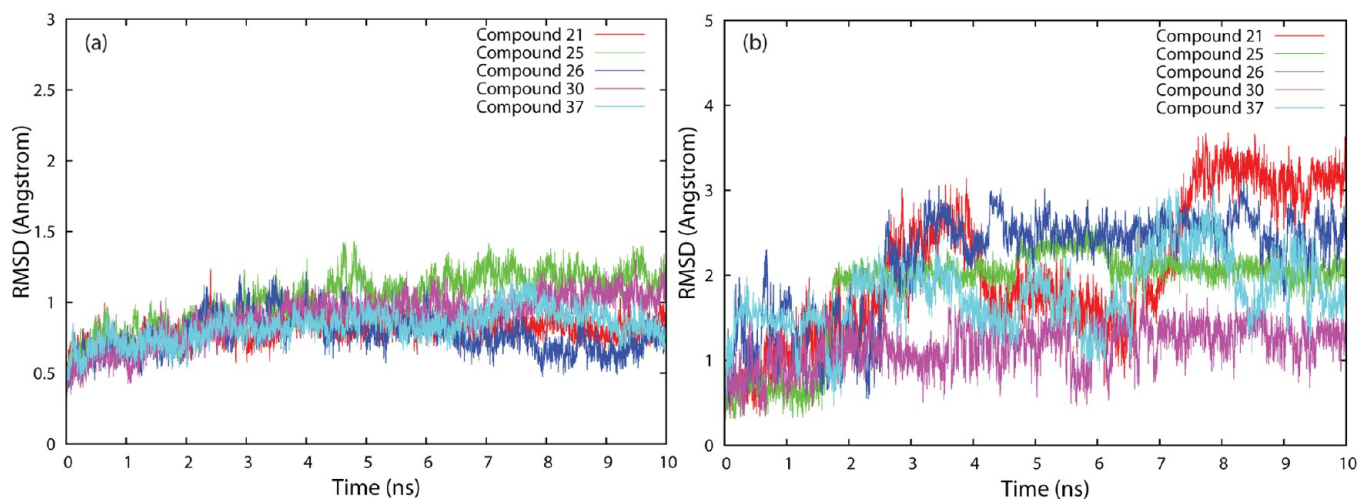 (a)
Compound 21
Compound 25
Compound 26
Compound 30
Compound 37
3
2.5
2
1.5
1
0.5
0
RMSD (Angstrom)
0 1 2 3 4 5 6 7 8 9 10
Time (ns)
(b)
Compound 21
Compound 25
Compound 26
Compound 30
Compound 37
5
4
3
2
1
0
RMSD (Angstrom)
0 1 2 3 4 5 6 7 8 9 10
Time (ns)